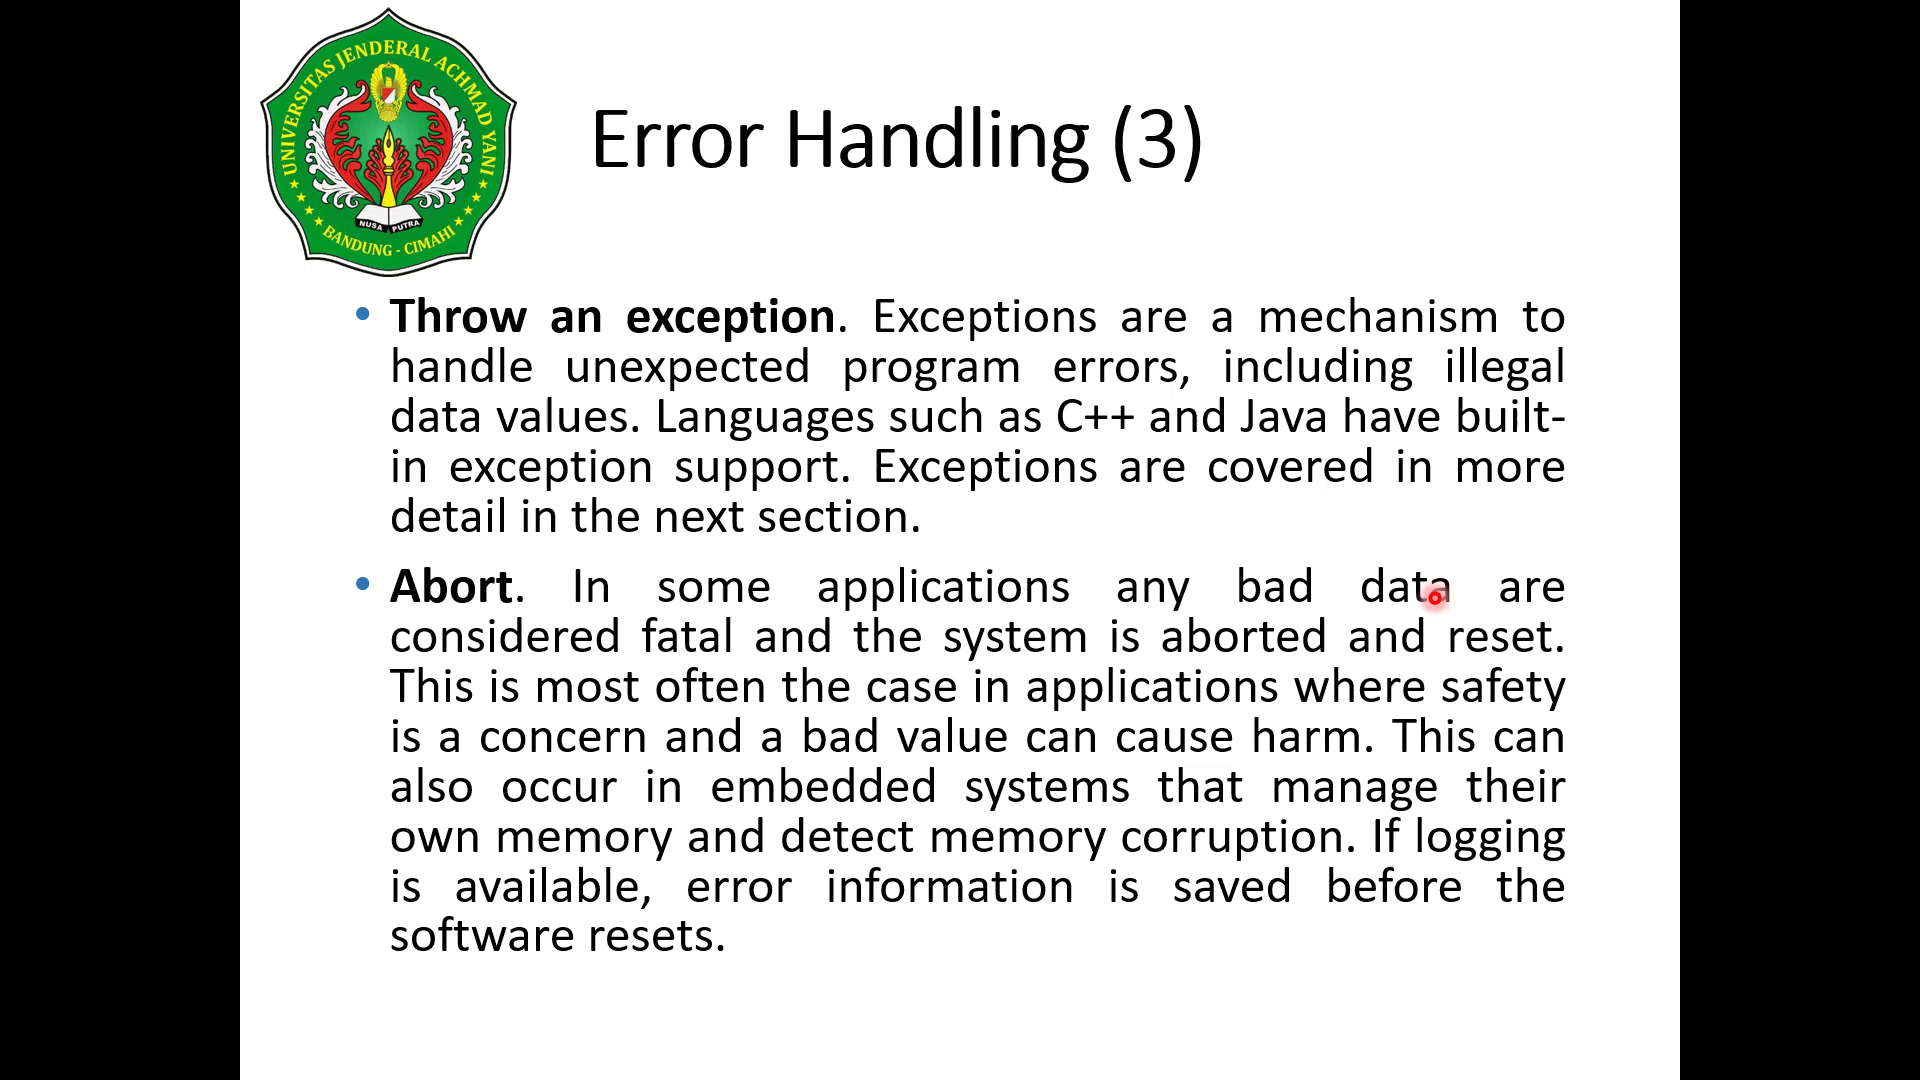 UNIVERSITAS JENDERAL ACHMAD YANI
NUSA PUTRA
BANDUNG - CIMAHI
Error Handling (3)
• Throw an exception. Exceptions are a mechanism to
handle unexpected program errors, including illegal
data values. Languages such as C++ and Java have built-
in exception support. Exceptions are covered in more
detail in the next section.
• Abort. In some applications any bad data are
considered fatal and the system is aborted and reset.
This is most often the case in applications where safety
is a concern and a bad value can cause harm. This can
also occur in embedded systems that manage their
own memory and detect memory corruption. If logging
is available, error information is saved before the
software resets.